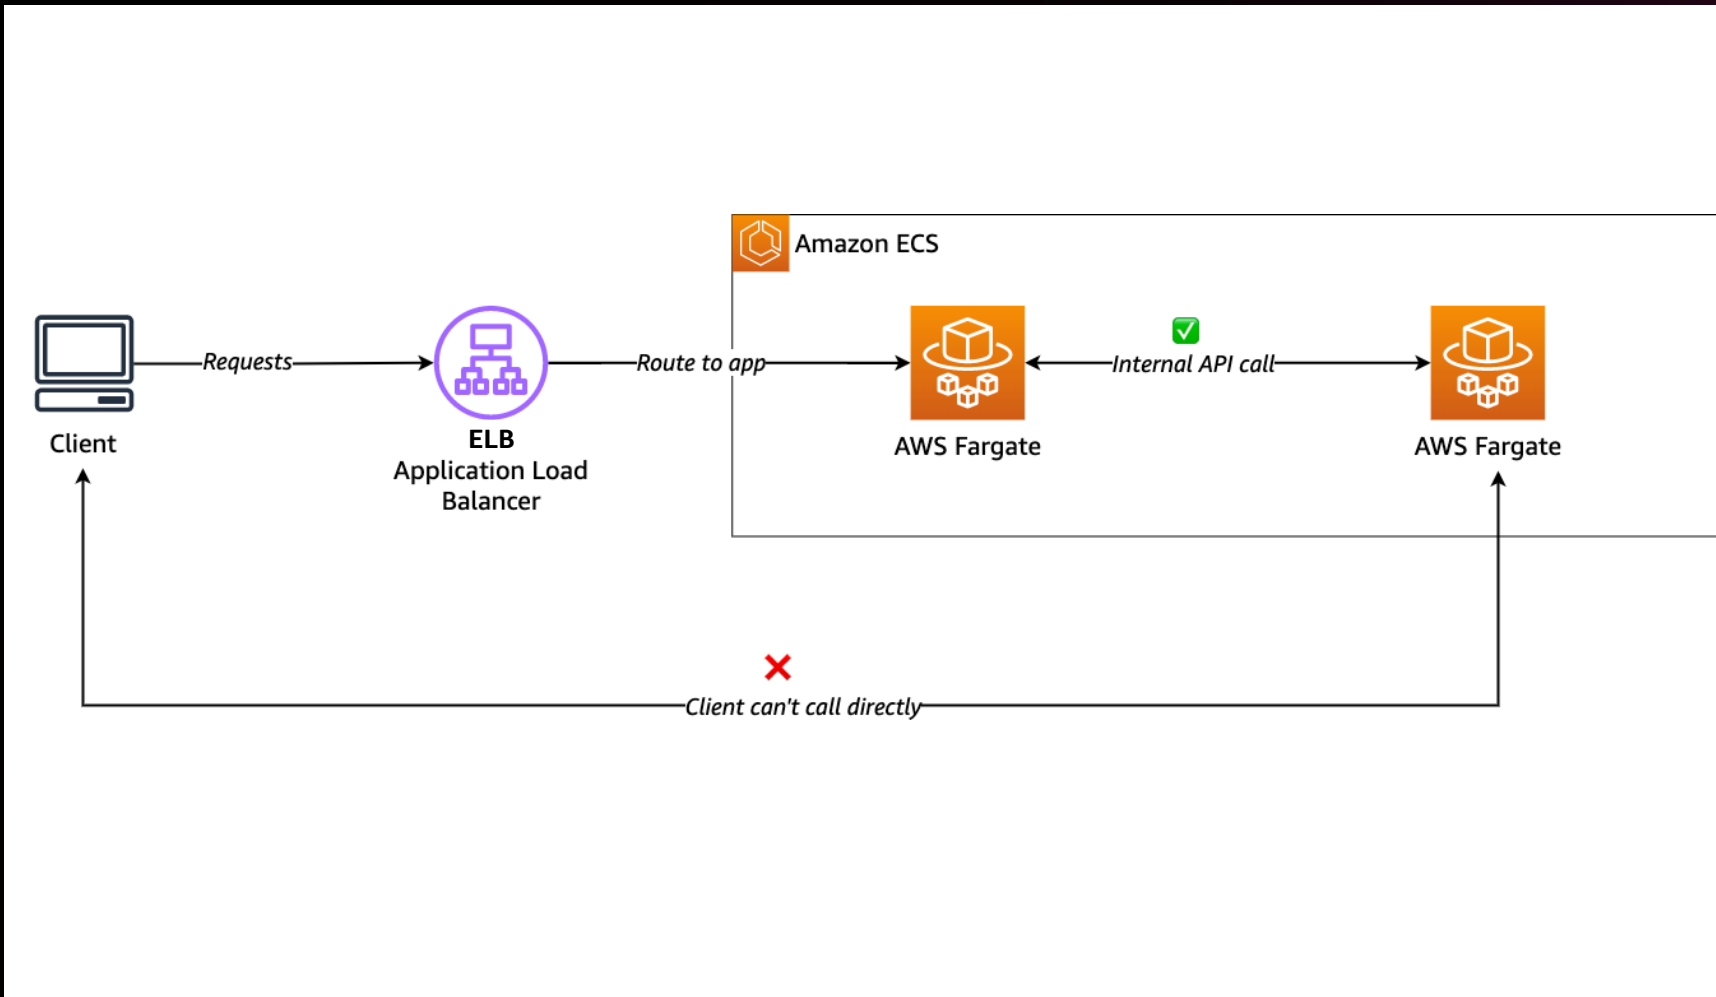 Amazon ECS
Requests
Route to app
Internal API call
Client
ELB
Application Load
Balancer
AWS Fargate
AWS Fargate
Client can't call directly